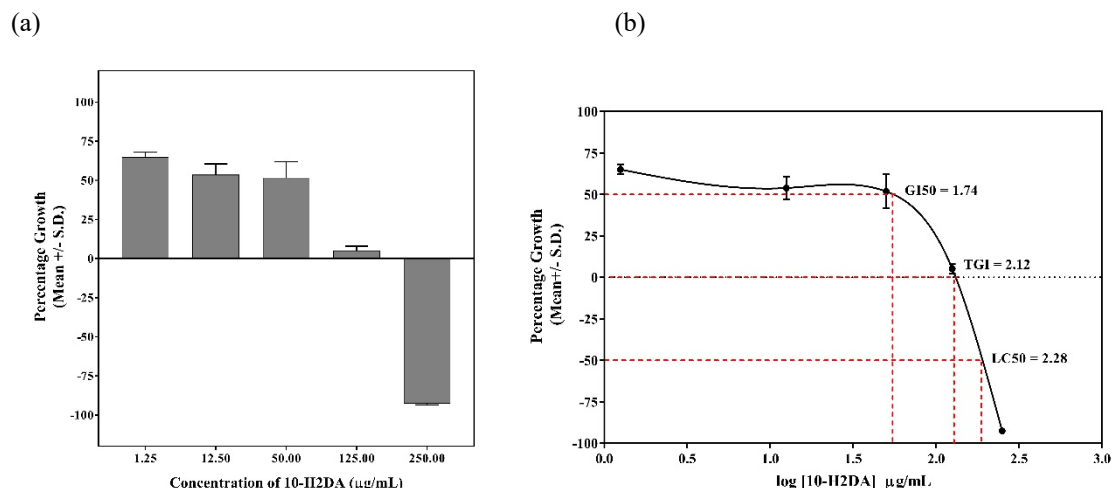 (a)
(b)
Percentage Growth
(Mean +/- S.D.)
100
75
50
25
0
-25
-50
-75
-100
1.25
12.50
50.00
125.00
250.00
Concentration of 10-H2DA (µg/mL)
Percentage Growth
(Mean+/- S.D.)
100
75
50
25
0
-25
-50
-75
-100
GI50 = 1.74
TGI = 2.12
LC50 = 2.28
0.0
0.5
1.0
1.5
2.0
2.5
3.0
log [10-H2DA] µg/mL